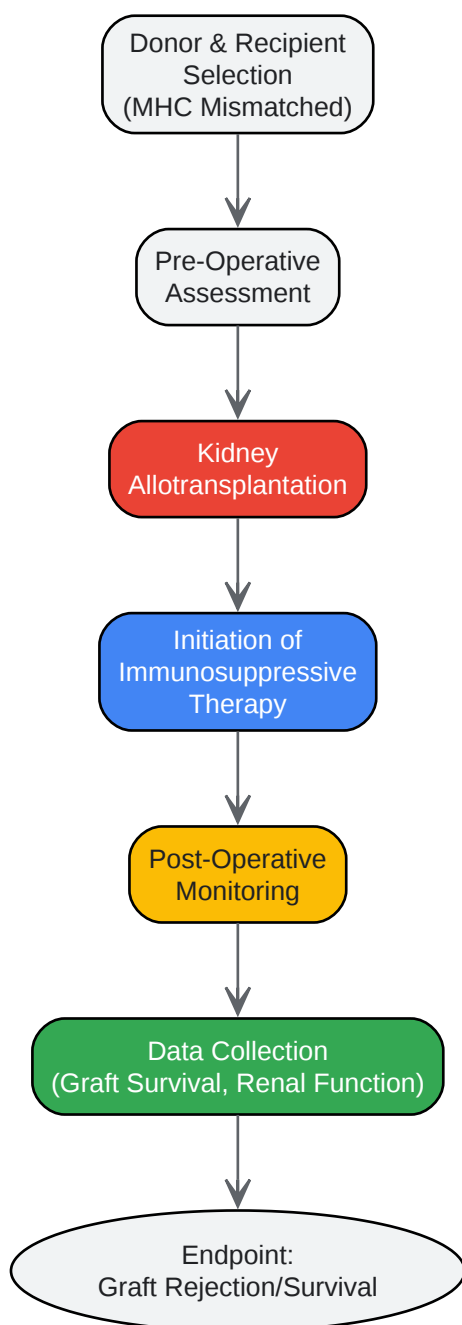 Donor & Recipient
Selection
(MHC Mismatched)
Pre-Operative
Assessment
Kidney
Allotransplantation
Initiation of
Immunosuppressive
Therapy
Post-Operative
Monitoring
Data Collection
(Graft Survival, Renal Function)
Endpoint:
Graft Rejection/Survival